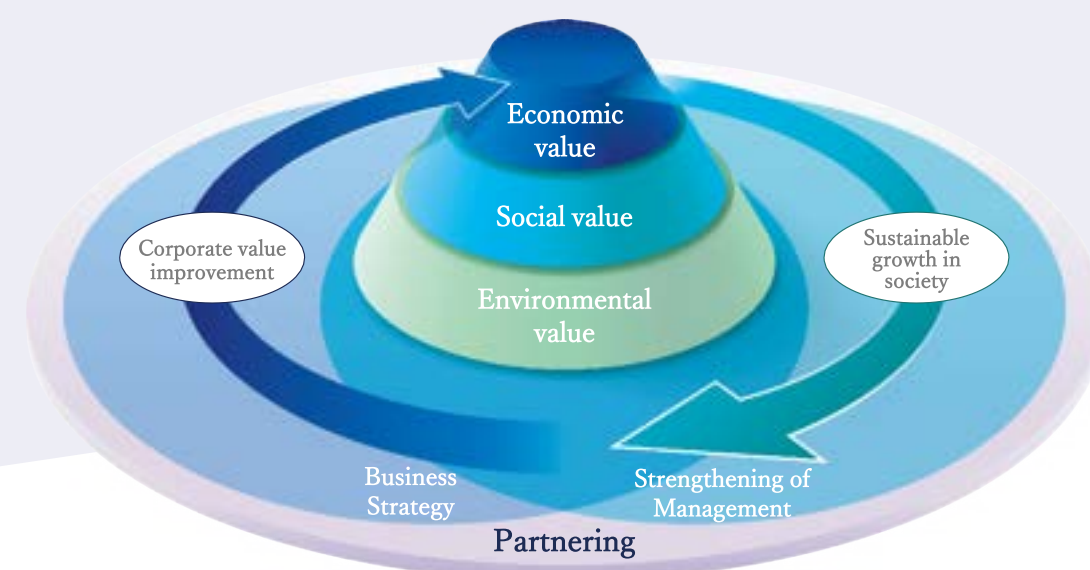 Economic
value
Social value
Corporate value
improvement
Sustainable
growth in
society
Environmental
value
Business
Strategy
Strengthening of
Management
Partnering